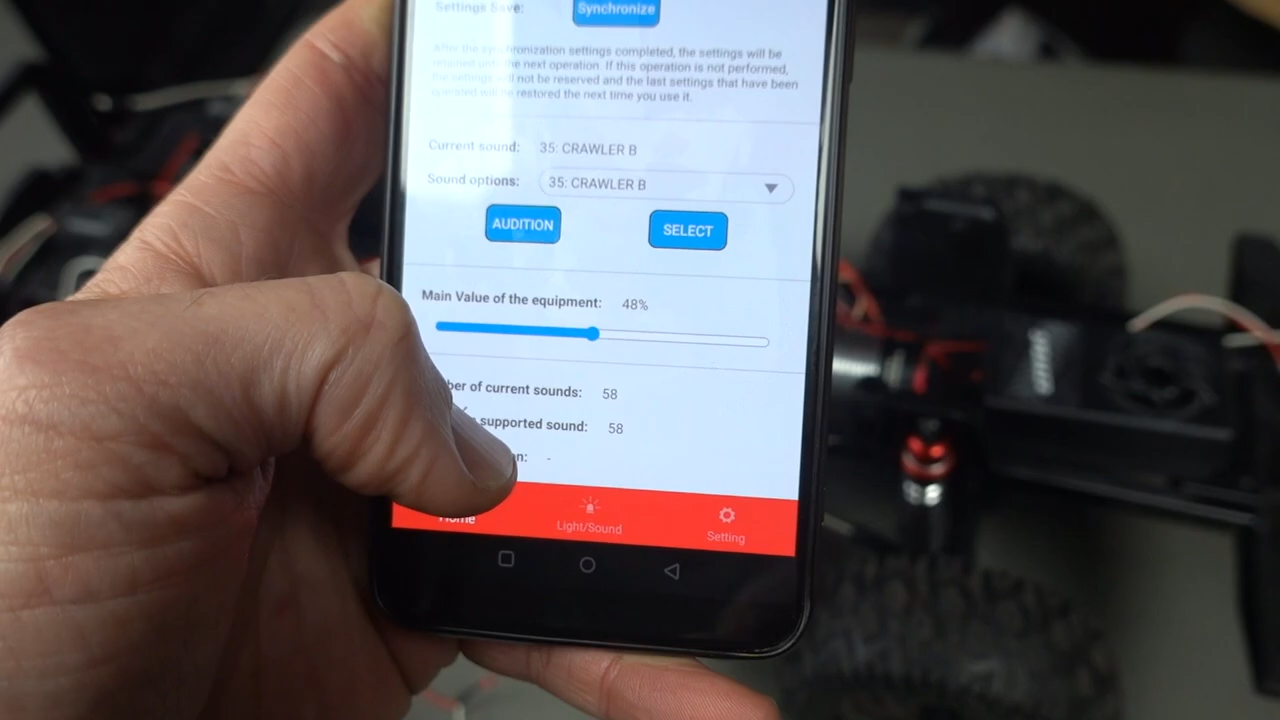 Settings Save: Synchronize
After the synchronization settings completed, the settings will be
retained until the next operation. If this operation is not performed,
the settings will not be reserved and the last settings that have been
operated will be restored the next time you use it.
Current sound: 35: CRAWLER B
Sound options: 35: CRAWLER B
AUDITION SELECT
Main Value of the equipment: 48%
of current sounds: 58
supported sound: 58
-
Home Light/Sound Setting